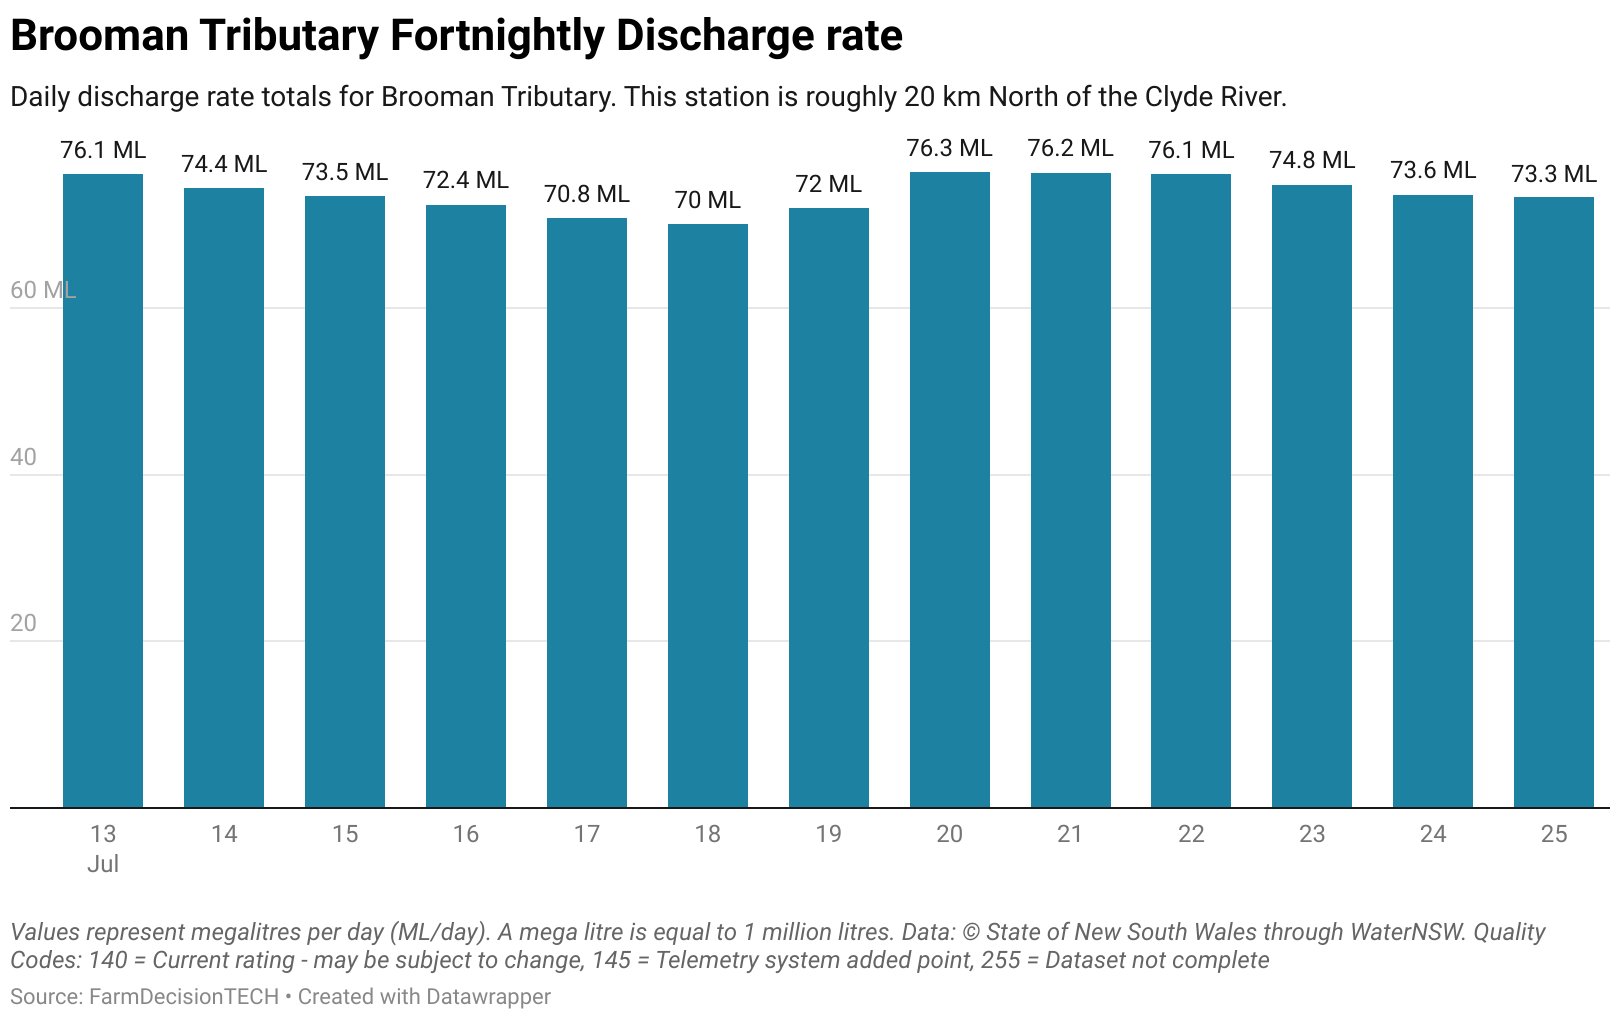 Brooman Tributary Fortnightly Discharge rate
Daily discharge rate totals for Brooman Tributary. This station is roughly 20 km North of the Clyde River.
76.1 ML
74.4 ML
73.5 ML
72.4 ML
70.8 ML
70 ML
72 ML
76.3 ML
76.2 ML
76.1 ML
74.8 ML
73.6 ML
73.3 ML
60 ML
40
20
13
14
15
16
17
18
19
20
21
22
23
24
25
Jul
Values represent megalitres per day (ML/day). A mega litre is equal to 1 million litres. Data: © State of New South Wales through WaterNSW. Quality
Codes: 140 = Current rating - may be subject to change, 145 = Telemetry system added point, 255 = Dataset not complete
Source: FarmDecisionTECH • Created with Datawrapper